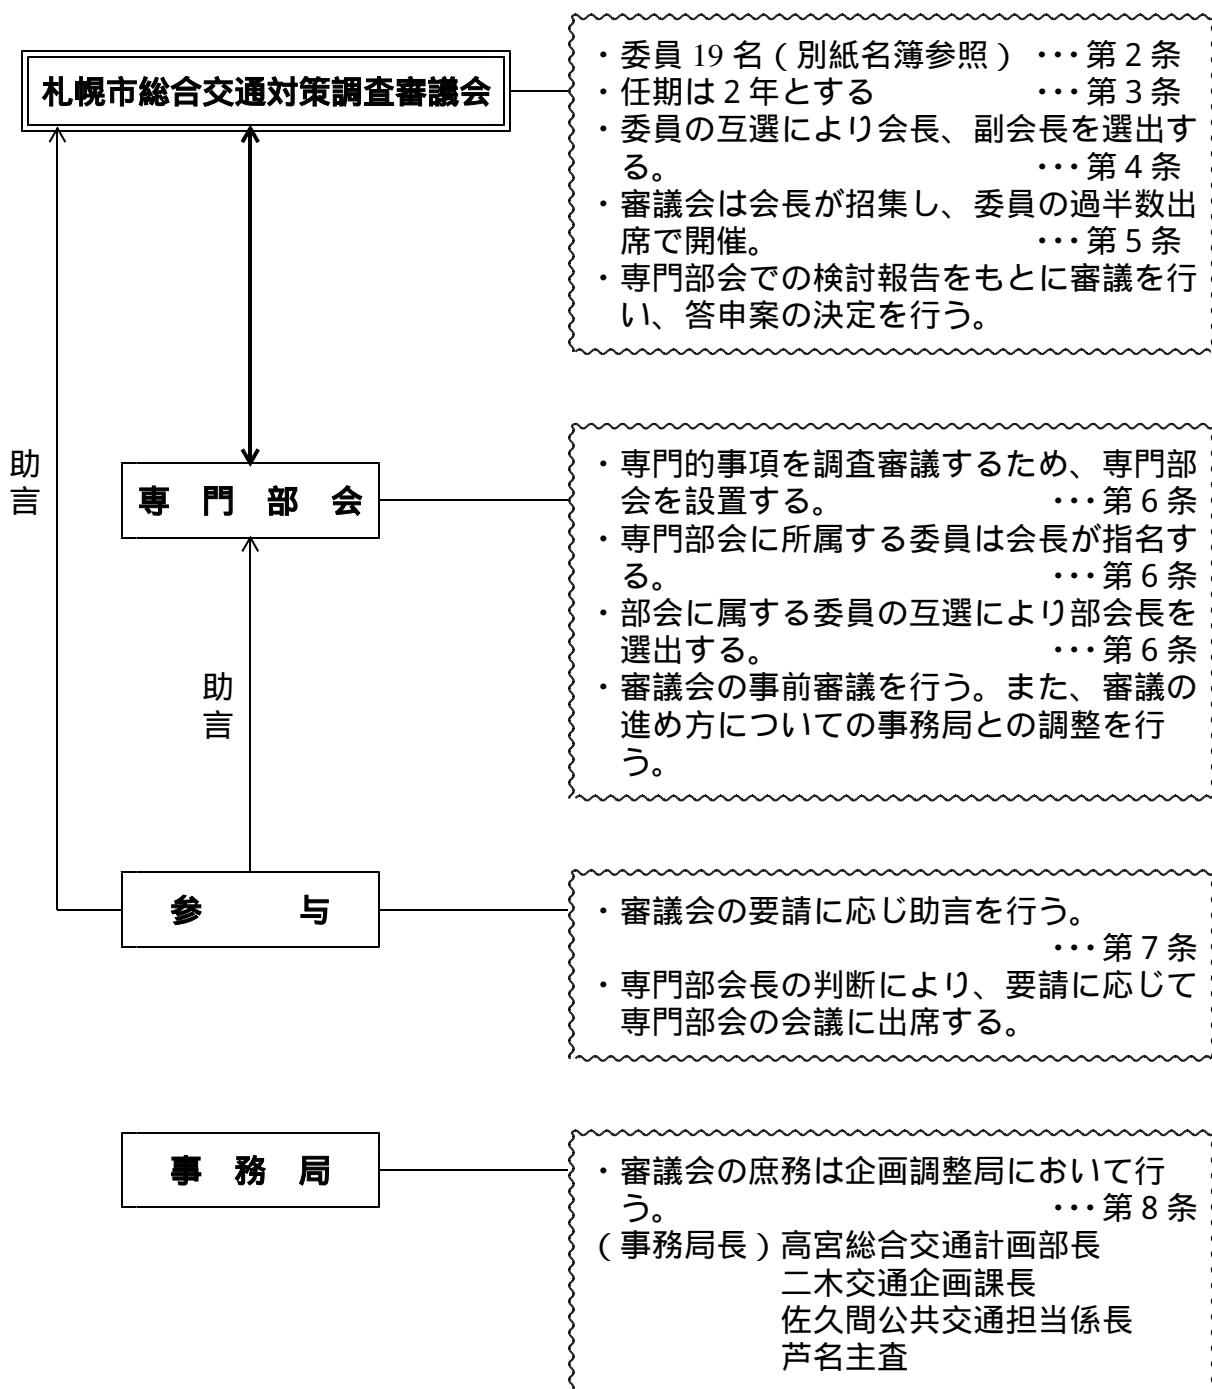 札幌市総合交通対策調査審議会
・委員 19 名（別紙名簿参照） …第２条
・任期は２年とする …第３条
・委員の互選により会長、副会長を選出す
る。 …第４条
・審議会は会長が招集し、委員の過半数出
席で開催。 …第５条
・専門部会での検討報告をもとに審議を行
い、答申案の決定を行う。
助言
専門部会
・専門的事項を調査審議するため、専門部
会を設置する。 …第６条
・専門部会に所属する委員は会長が指名す
る。 …第６条
・部会に属する委員の互選により部会長を
選出する。 …第６条
・審議会の事前審議を行う。また、審議の
進め方についての事務局との調整を行
う。
助言
参与
・審議会の要請に応じ助言を行う。
…第７条
・専門部会長の判断により、要請に応じて
専門部会の会議に出席する。
事務局
・審議会の庶務は企画調整局において行
う。 …第８条
（事務局長）高宮総合交通計画部長
二木交通企画課長
佐久間公共交通担当係長
芦名主査